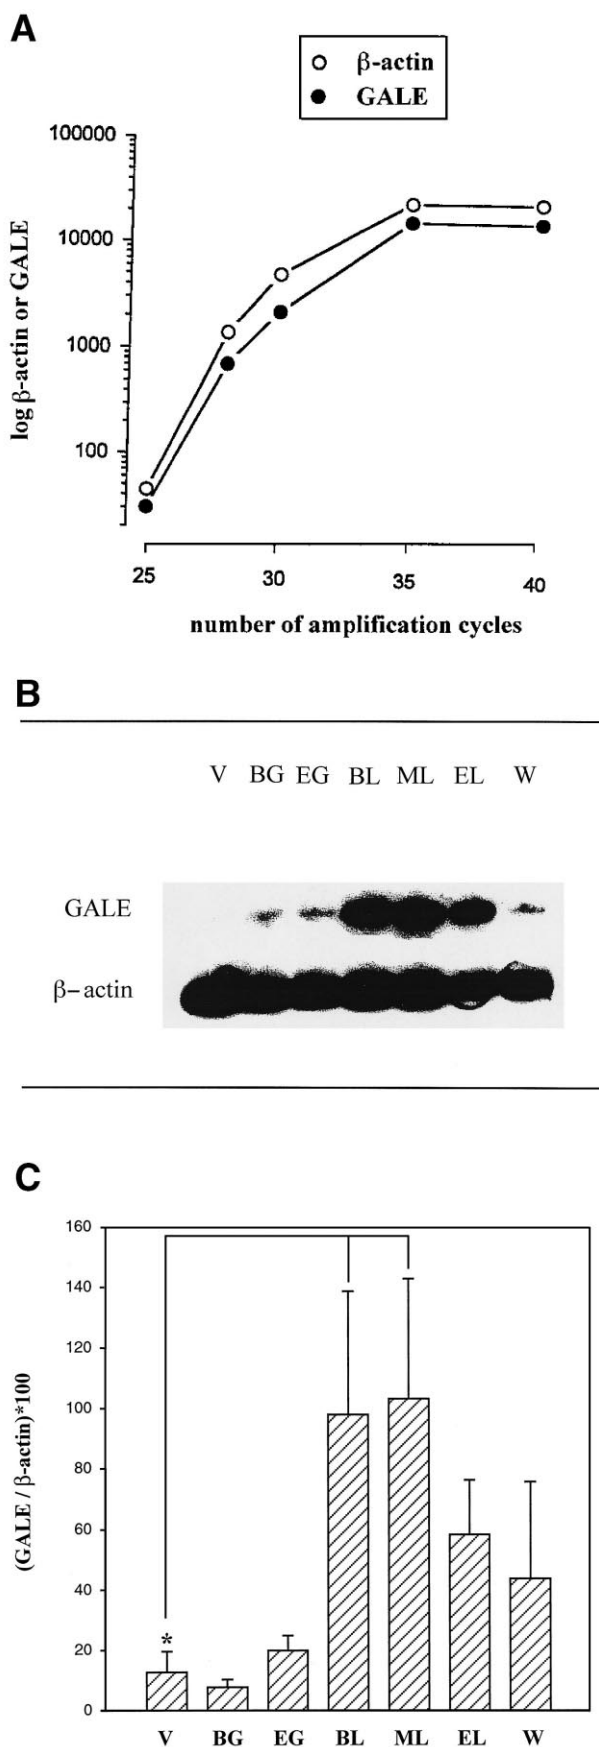 A
β-actin
GALE
100000
10000
1000
100
log β-actin or GALE
25 30 35 40
number of amplification cycles
B
V BG EG BL ML EL W
GALE
β–actin
C
160
140
120
100
80
60
40
20
0
(GALE / β-actin)*100
*
V BG EG BL ML EL W